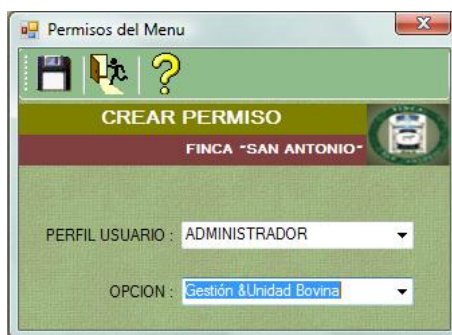 Permisos del Menu
CREAR PERMISO
FINCA "SAN ANTONIO"
PERFIL USUARIO : ADMINISTRADOR
OPCION : Gestión &Unidad Bovina